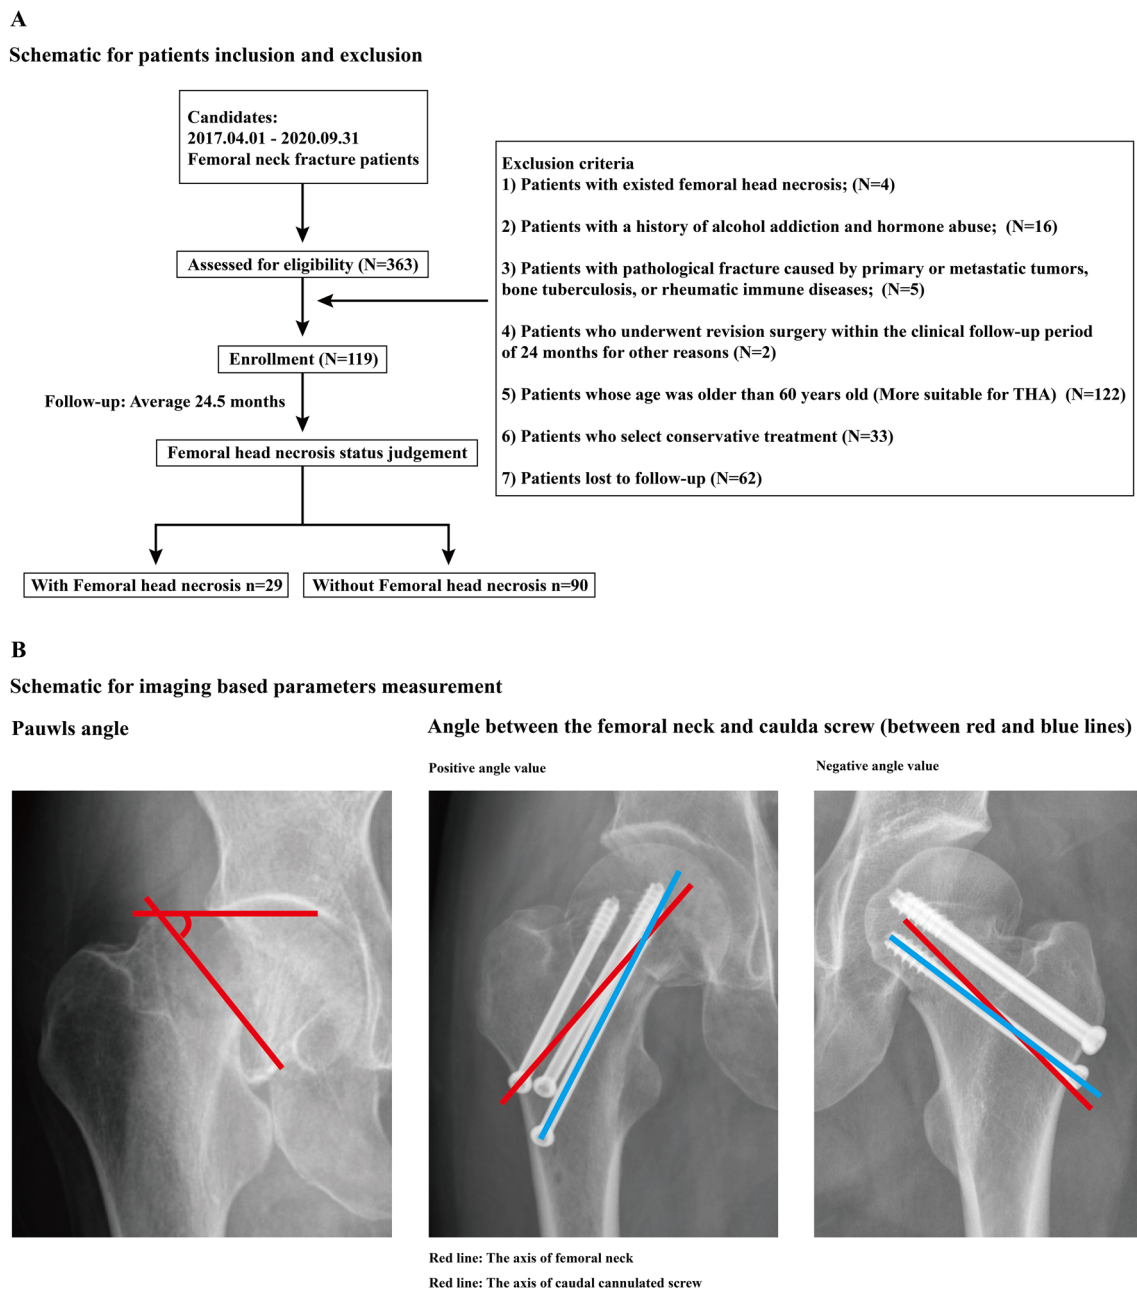 A
Schematic for patients inclusion and exclusion
Candidates:
2017.04.01 - 2020.09.31
Femoral neck fracture patients
Assessed for eligibility (N=363)
Enrollment (N=119)
Follow-up: Average 24.5 months
Femoral head necrosis status judgement
With Femoral head necrosis n=29
Without Femoral head necrosis n=90
Exclusion criteria
1) Patients with existed femoral head necrosis; (N=4)
2) Patients with a history of alcohol addiction and hormone abuse; (N=16)
3) Patients with pathological fracture caused by primary or metastatic tumors,
bone tuberculosis, or rheumatic immune diseases; (N=5)
4) Patients who underwent revision surgery within the clinical follow-up period
of 24 months for other reasons (N=2)
5) Patients whose age was older than 60 years old (More suitable for THA) (N=122)
6) Patients who select conservative treatment (N=33)
7) Patients lost to follow-up (N=62)
B
Schematic for imaging based parameters measurement
Pauwls angle
Angle between the femoral neck and caulda screw (between red and blue lines)
Positive angle value
Negative angle value
Red line: The axis of femoral neck
Red line: The axis of caudal cannulated screw